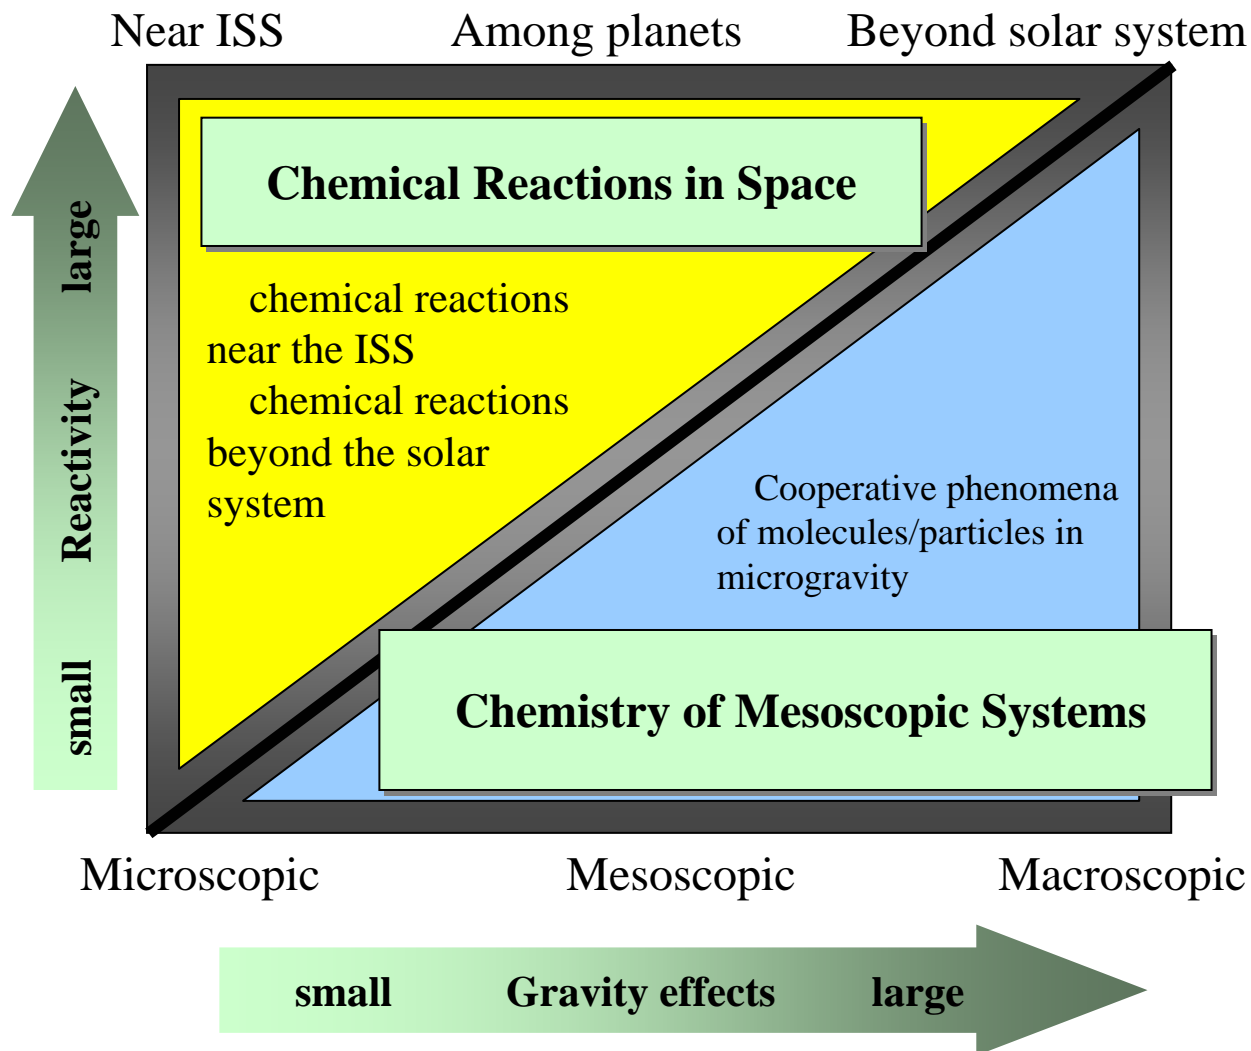 Near ISS Among planets Beyond solar system
large
Reactivity
small
Chemical Reactions in Space
chemical reactions
near the ISS
chemical reactions
beyond the solar
system
Cooperative phenomena
of molecules/particles in
microgravity
Chemistry of Mesoscopic Systems
Microscopic Mesoscopic Macroscopic
small Gravity effects large